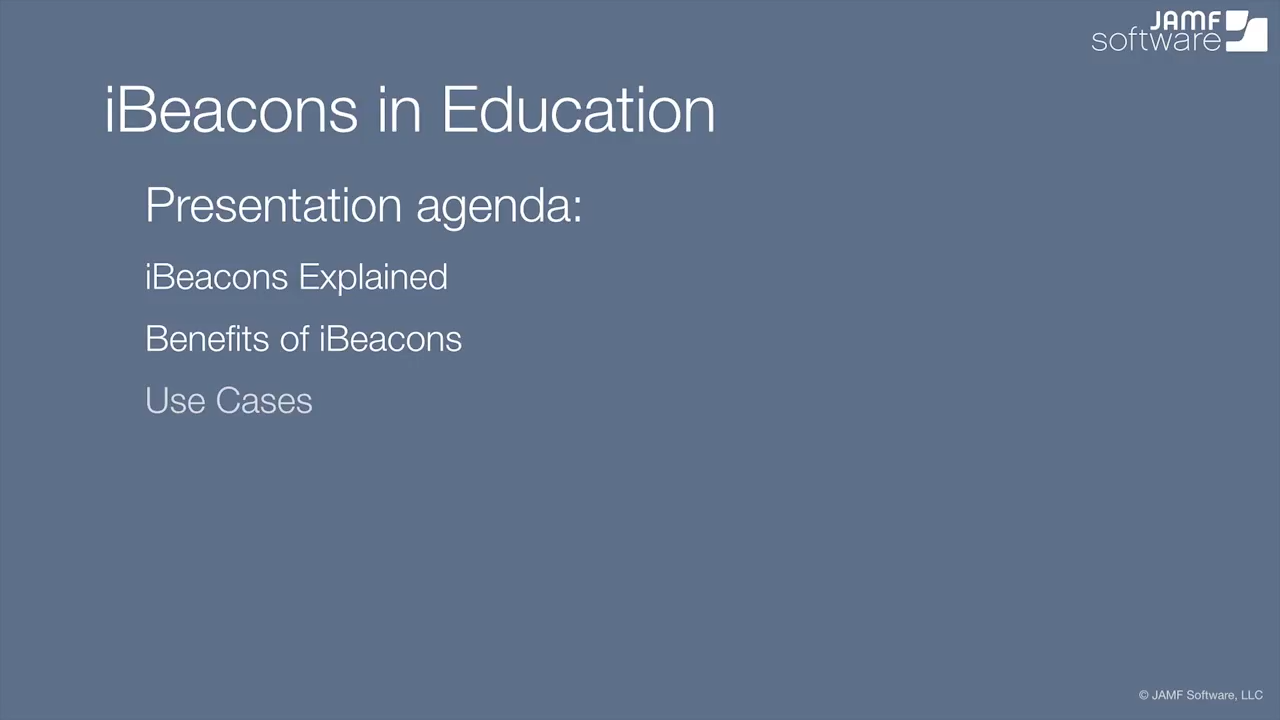 JAMF
software
iBeacons in Education
Presentation agenda:
iBeacons Explained
Benefits of iBeacons
Use Cases
© JAMF Software, LLC